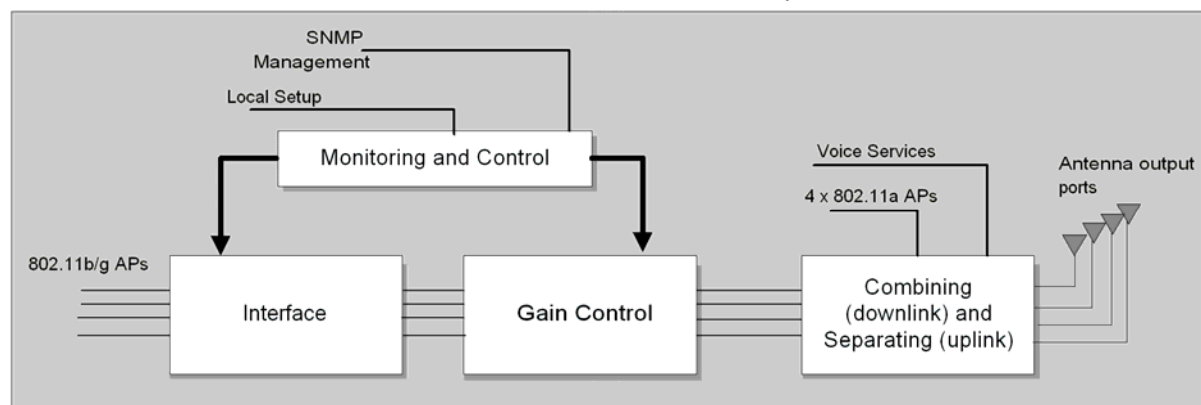 SNMP
Management
Local Setup
Monitoring and Control
Voice Services
4 x 802.11a APs
Antenna output
ports
802.11b/g APs
Interface
Gain Control
Combining
(downlink) and
Separating (uplink)